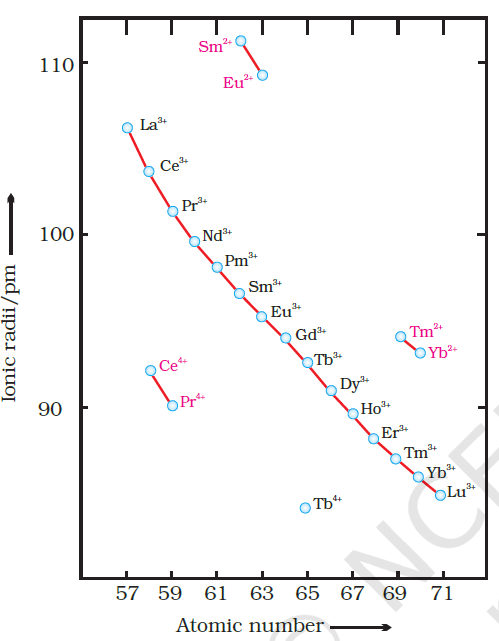 Sm²⁺
Eu²⁺
110
La³⁺
Ce³⁺
Pr³⁺
100
Nd³⁺
Pm³⁺
Sm³⁺
Eu³⁺
Gd³⁺
Tm²⁺
Yb²⁺
Tb³⁺
Ce⁴⁺
Dy³⁺
Pr⁴⁺
90
Ho³⁺
Er³⁺
Tm³⁺
Yb³⁺
Lu³⁺
Tb⁴⁺
Ionic radii/pm
57 59 61 63 65 67 69 71
Atomic number
© NCE